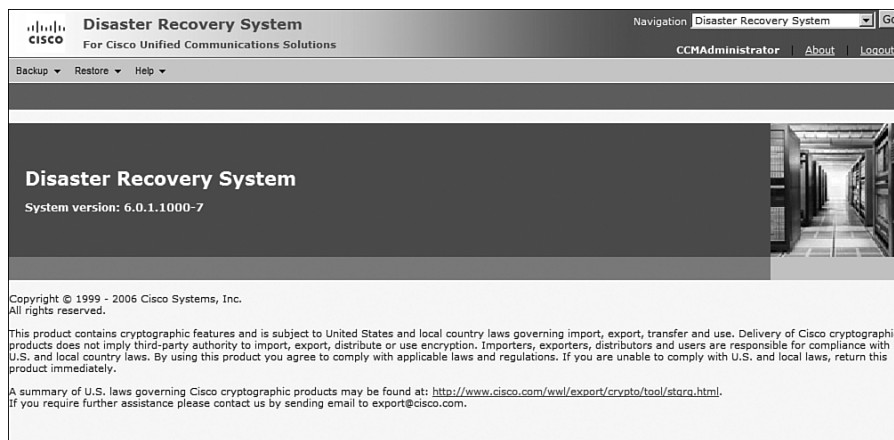 CISCO
Disaster Recovery System
For Cisco Unified Communications Solutions
Navigation Disaster Recovery System
CCMAdministrator | About | Logout
Backup Restore Help
Disaster Recovery System
System version: 6.0.1.1000-7
Copyright © 1999 - 2006 Cisco Systems, Inc.
All rights reserved.
This product contains cryptographic features and is subject to United States and local country laws governing import, export, transfer and use. Delivery of Cisco cryptographi
products does not imply third-party authority to import, export, distribute or use encryption. Importers, exporters, distributors and users are responsible for compliance with
U.S. and local country laws. By using this product you agree to comply with applicable laws and regulations. If you are unable to comply with U.S. and local laws, return this
product immediately.
A summary of U.S. laws governing Cisco cryptographic products may be found at: http://www.cisco.com/wwl/export/crypto/tool/stqrg.html.
If you require further assistance please contact us by sending email to export@cisco.com.